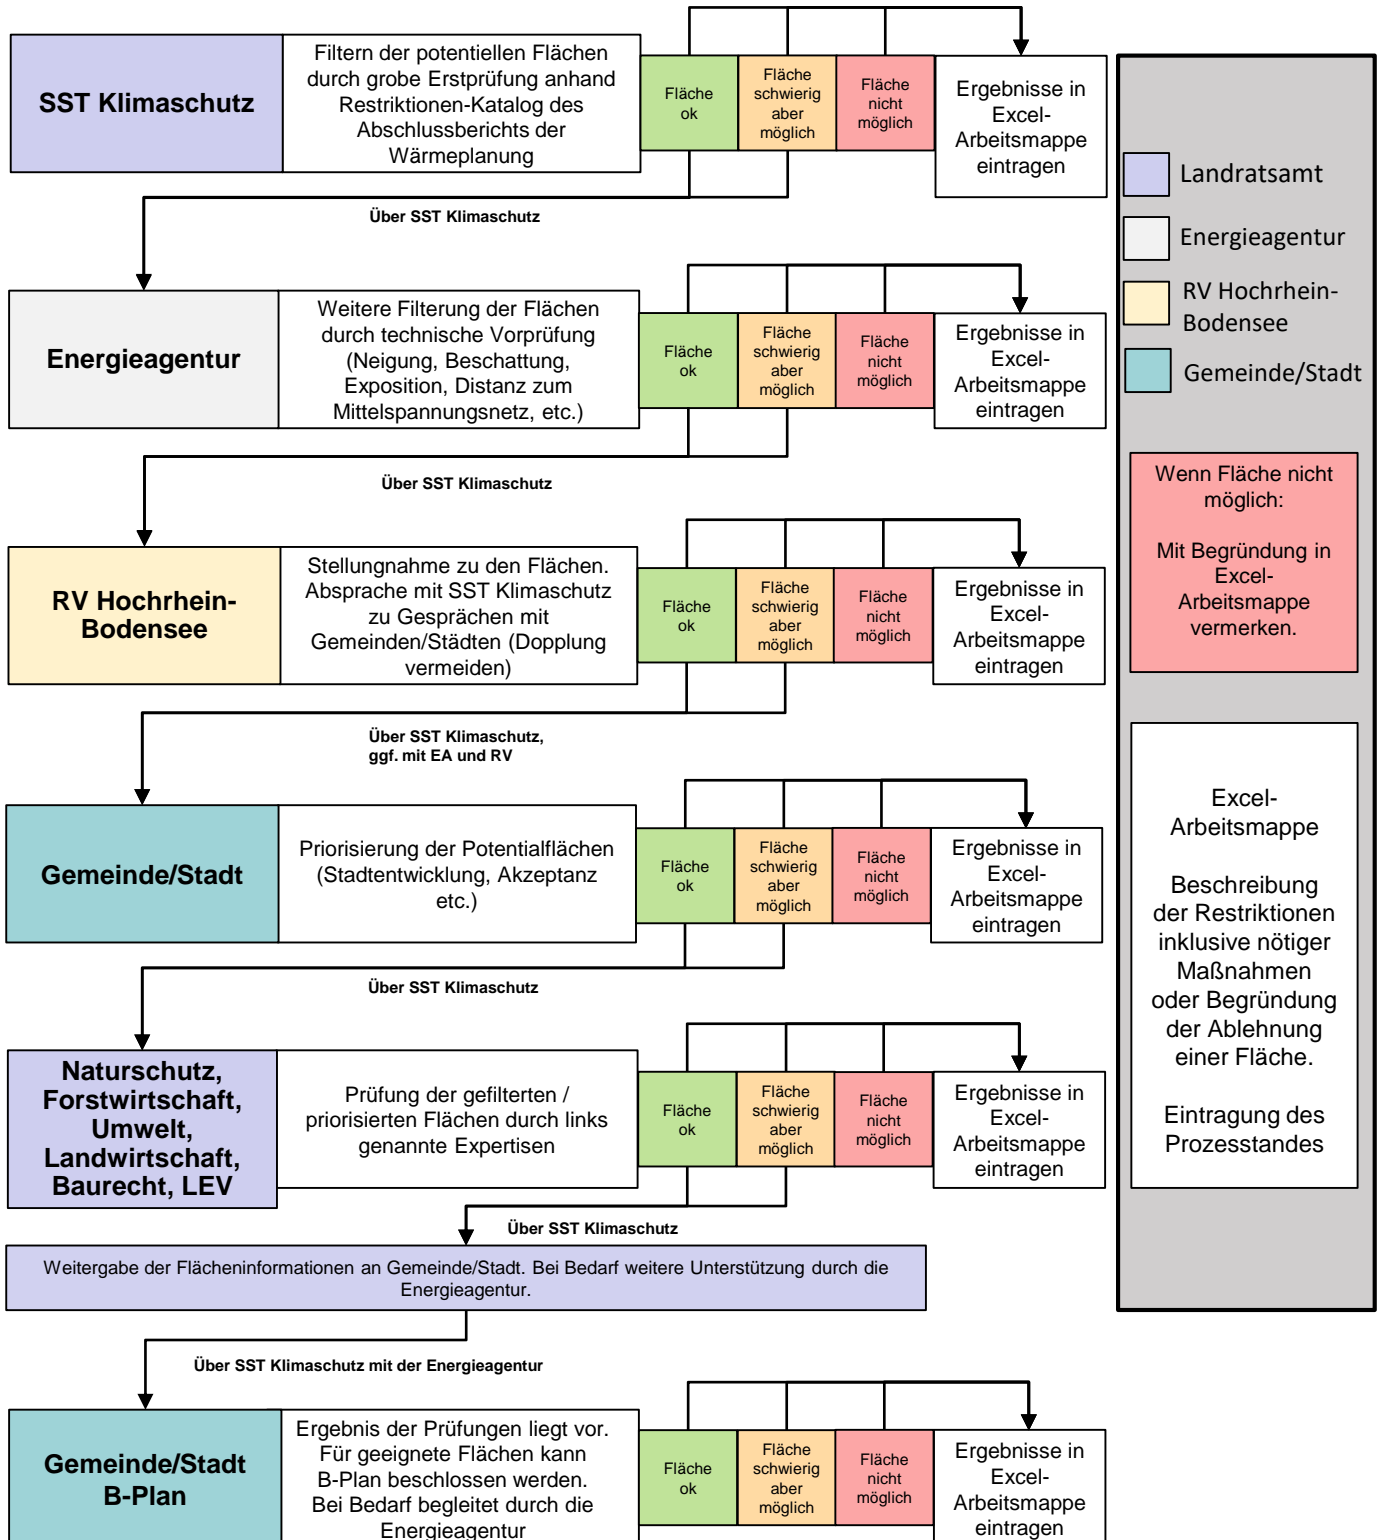 SST Klimaschutz
Filtern der potentiellen Flächen
durch grobe Erstprüfung anhand
Restriktionen-Katalog des
Abschlussberichts der
Wärmeplanung
Fläche
ok
Fläche
schwierig
aber
möglich
Fläche
nicht
möglich
Ergebnisse in
Excel-
Arbeitsmappe
eintragen
Über SST Klimaschutz
Energieagentur
Weitere Filterung der Flächen
durch technische Vorprüfung
(Neigung, Beschattung,
Exposition, Distanz zum
Mittelspannungsnetz, etc.)
Fläche
ok
Fläche
schwierig
aber
möglich
Fläche
nicht
möglich
Ergebnisse in
Excel-
Arbeitsmappe
eintragen
Über SST Klimaschutz
RV Hochrhein-
Bodensee
Stellungnahme zu den Flächen.
Absprache mit SST Klimaschutz
zu Gesprächen mit
Gemeinden/Städten (Dopplung
vermeiden)
Fläche
ok
Fläche
schwierig
aber
möglich
Fläche
nicht
möglich
Ergebnisse in
Excel-
Arbeitsmappe
eintragen
Über SST Klimaschutz,
ggf. mit EA und RV
Gemeinde/Stadt
Priorisierung der Potentialflächen
(Stadtentwicklung, Akzeptanz
etc.)
Fläche
ok
Fläche
schwierig
aber
möglich
Fläche
nicht
möglich
Ergebnisse in
Excel-
Arbeitsmappe
eintragen
Über SST Klimaschutz
Naturschutz,
Forstwirtschaft,
Umwelt,
Landwirtschaft,
Baurecht, LEV
Prüfung der gefilterten /
priorisierten Flächen durch links
genannte Expertisen
Fläche
ok
Fläche
schwierig
aber
möglich
Fläche
nicht
möglich
Ergebnisse in
Excel-
Arbeitsmappe
eintragen
Über SST Klimaschutz
Weitergabe der Flächeninformationen an Gemeinde/Stadt. Bei Bedarf weitere Unterstützung durch die
Energieagentur.
Über SST Klimaschutz mit der Energieagentur
Gemeinde/Stadt
B-Plan
Ergebnis der Prüfungen liegt vor.
Für geeignete Flächen kann
B-Plan beschlossen werden.
Bei Bedarf begleitet durch die
Energieagentur
Fläche
ok
Fläche
schwierig
aber
möglich
Fläche
nicht
möglich
Ergebnisse in
Excel-
Arbeitsmappe
eintragen
Landratsamt
Energieagentur
RV Hochrhein-
Bodensee
Gemeinde/Stadt
Wenn Fläche nicht
möglich:
Mit Begründung in
Excel-
Arbeitsmappe
vermerken.
Excel-
Arbeitsmappe
Beschreibung
der Restriktionen
inklusive nötiger
Maßnahmen
oder Begründung
der Ablehnung
einer Fläche.
Eintragung des
Prozesstandes